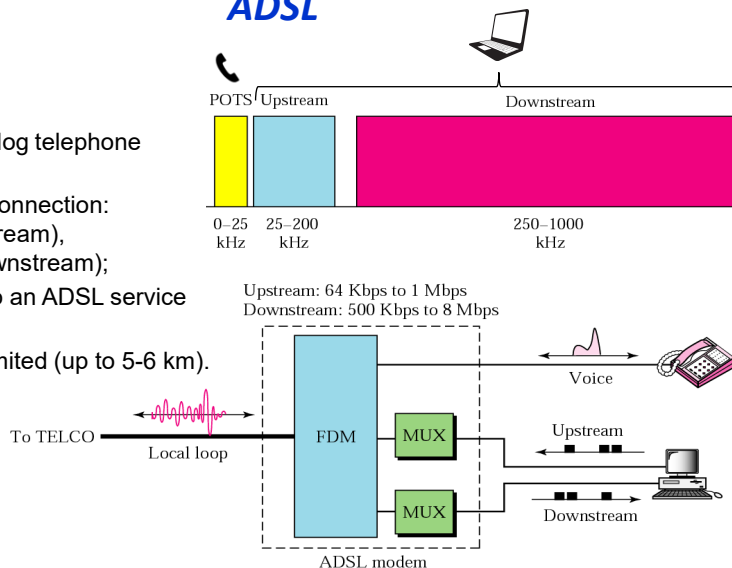 ADSL
POTS Upstream Downstream
log telephone
onnection:
ream),
wnstream);
o an ADSL service
mited (up to 5-6 km).
0–25 kHz
25–200 kHz
250–1000 kHz
Upstream: 64 Kbps to 1 Mbps
Downstream: 500 Kbps to 8 Mbps
Voice
To TELCO
Local loop
FDM
MUX
Upstream
MUX
Downstream
ADSL modem